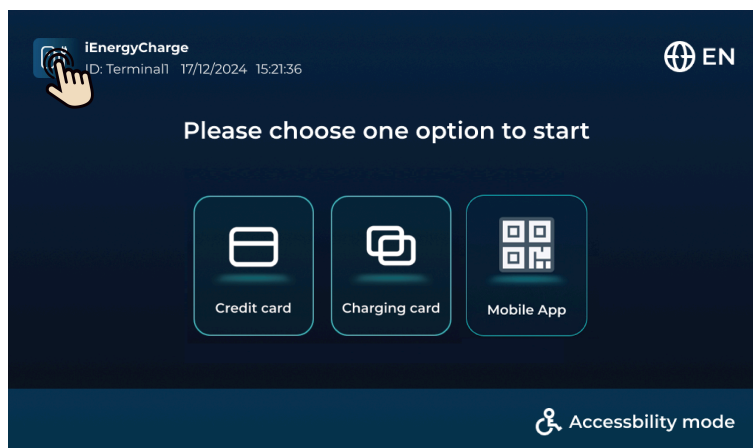 iEnergyCharge
ID: Terminal1 17/12/2024 15:21:36
EN
Please choose one option to start
Credit card
Charging card
Mobile App
Accessbility mode